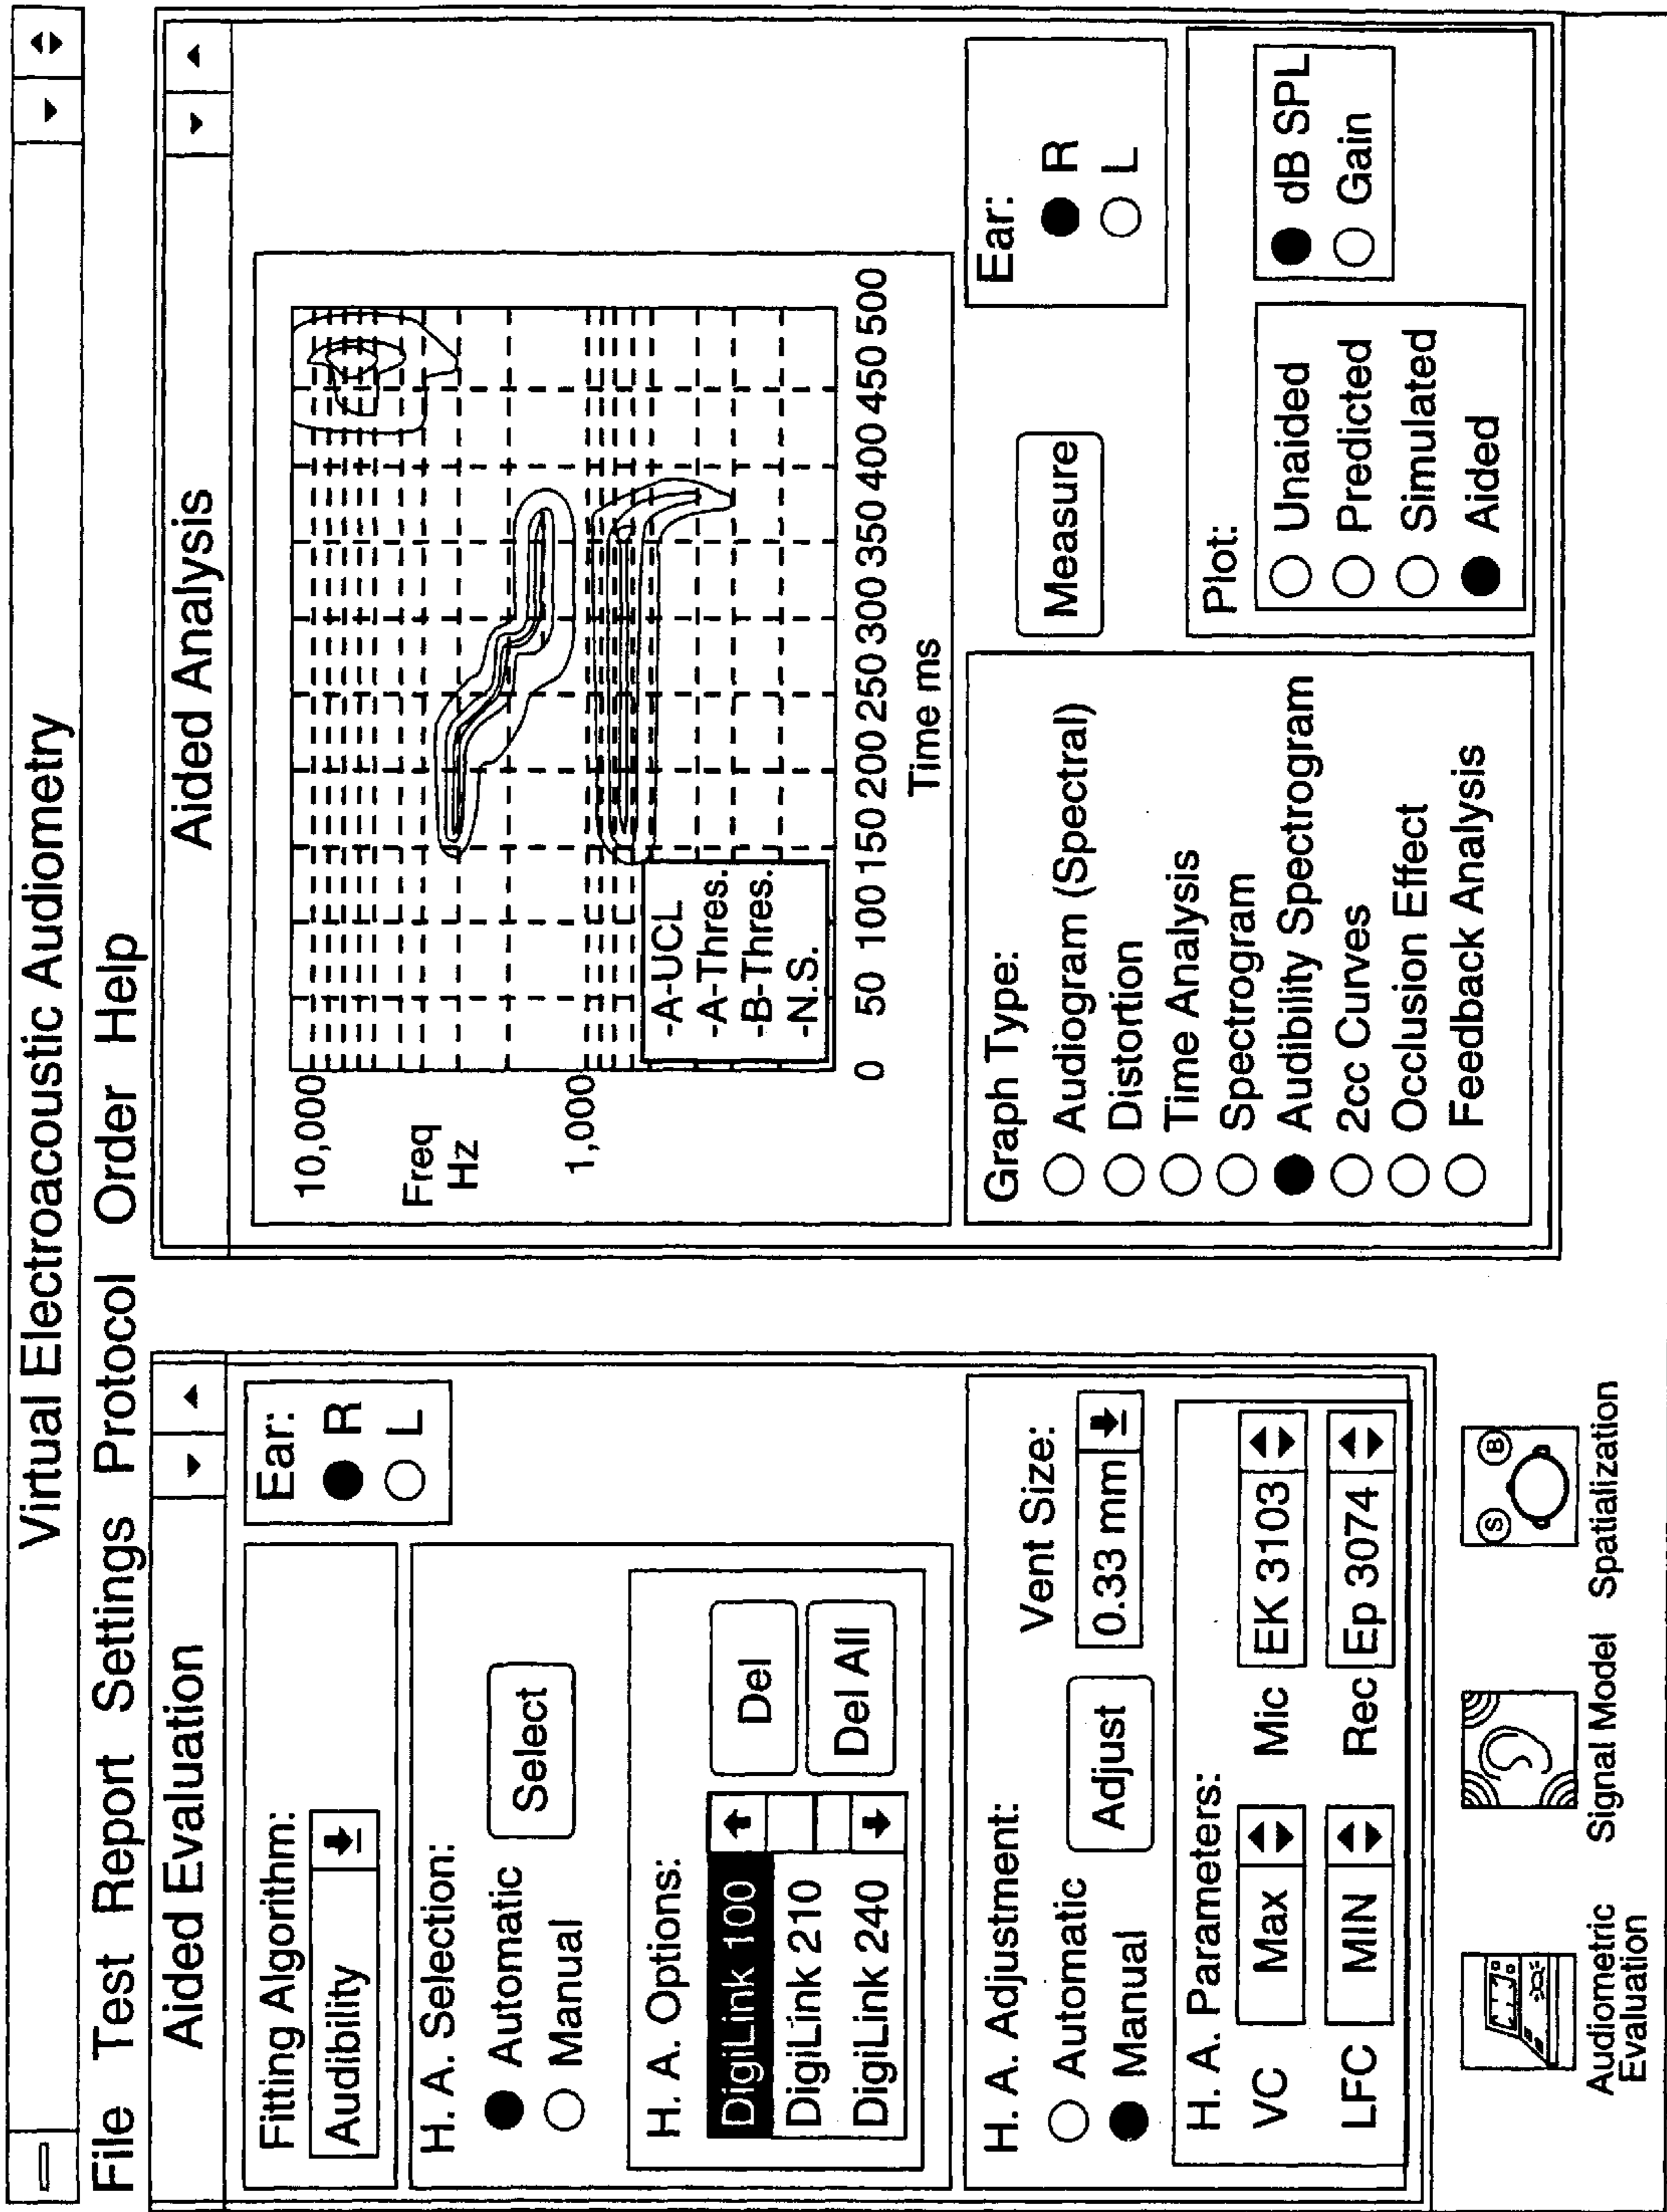 Virtual Electroacoustic Audiometry
File Test Report Settings Protocol Order Help
Aided Evaluation
Fitting Algorithm:
Audibility
Ear:
R
L
H. A. Selection:
Automatic
Manual
Select
H. A. Options:
DigiLink 100
DigiLink 210
DigiLink 240
Del
Del All
H. A. Adjustment:
Automatic
Manual
Adjust
Vent Size:
0.33 mm
H. A. Parameters:
VC Max Mic EK 3103
LFC MIN Rec Ep 3074
Audiometric
Evaluation
Signal Model
S
B
Spatialization
Aided Analysis
10,000
Freq
Hz
1,000
-A-UCL
-A-Thres.
-B-Thres.
-N.S.
0 50 100 150 200 250 300 350 400 450 500
Time ms
Graph Type:
Audiogram (Spectral)
Distortion
Time Analysis
Spectrogram
Audibility Spectrogram
2cc Curves
Occlusion Effect
Feedback Analysis
Measure
Ear:
R
L
Plot:
Unaided
Predicted
Simulated
Aided
dB SPL
Gain